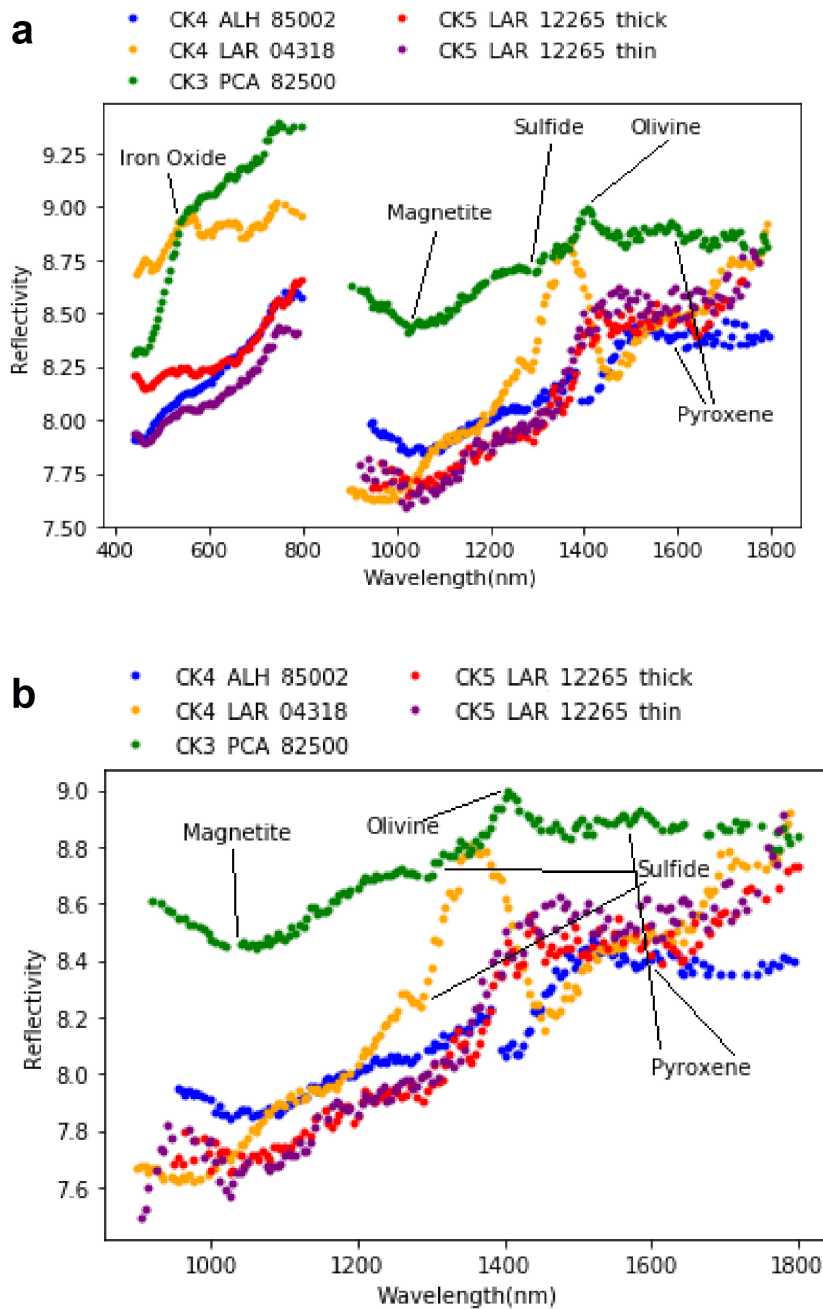 a
CK4 ALH 85002
CK5 LAR 12265 thick
CK4 LAR 04318
CK5 LAR 12265 thin
CK3 PCA 82500
Sulfide
Olivine
Iron Oxide
Magnetite
Pyroxene
9.25
9.00
8.75
8.50
8.25
8.00
7.75
7.50
Reflectivity
400 600 800 1000 1200 1400 1600 1800
Wavelength(nm)
b
CK4 ALH 85002
CK5 LAR 12265 thick
CK4 LAR 04318
CK5 LAR 12265 thin
CK3 PCA 82500
Magnetite
Olivine
Sulfide
Pyroxene
9.0
8.8
8.6
8.4
8.2
8.0
7.8
7.6
Reflectivity
1000 1200 1400 1600 1800
Wavelength(nm)